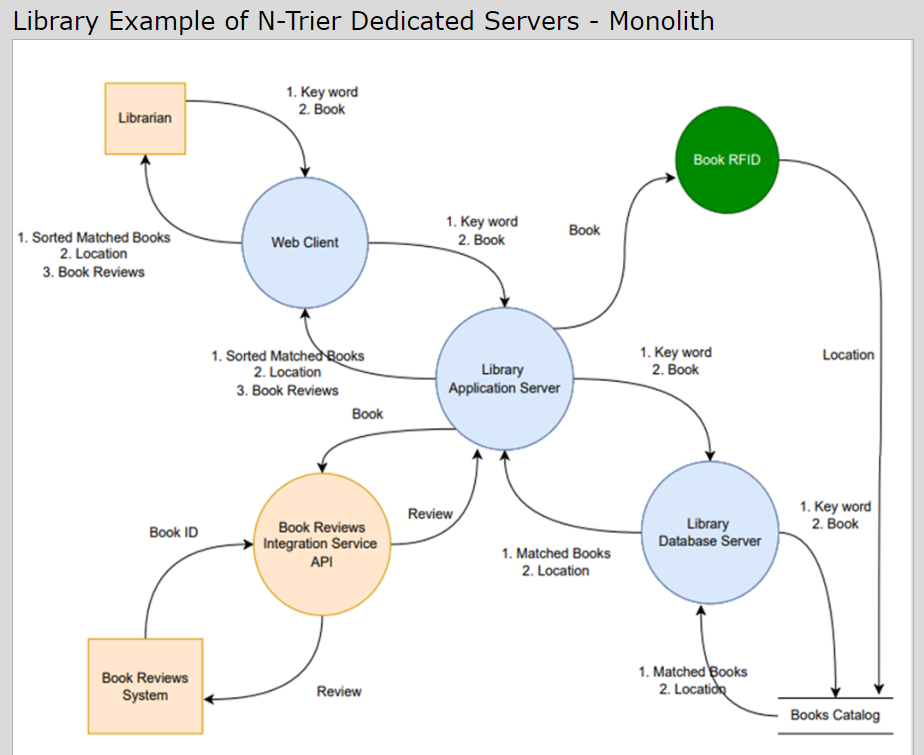 Library Example of N-Trier Dedicated Servers - Monolith
1. Key word
2. Book
Librarian
Book RFID
1. Sorted Matched Books
2. Location
3. Book Reviews
Web Client
1. Key word
2. Book
Book
1. Sorted Matched Books
2. Location
3. Book Reviews
Library
Application Server
1. Key word
2. Book
Location
Book
Book Reviews
Integration Service
API
Review
Book ID
Library
Database Server
1. Key word
2. Book
1. Matched Books
2. Location
Book Reviews
System
Review
1. Matched Books
2. Location
Books Catalog